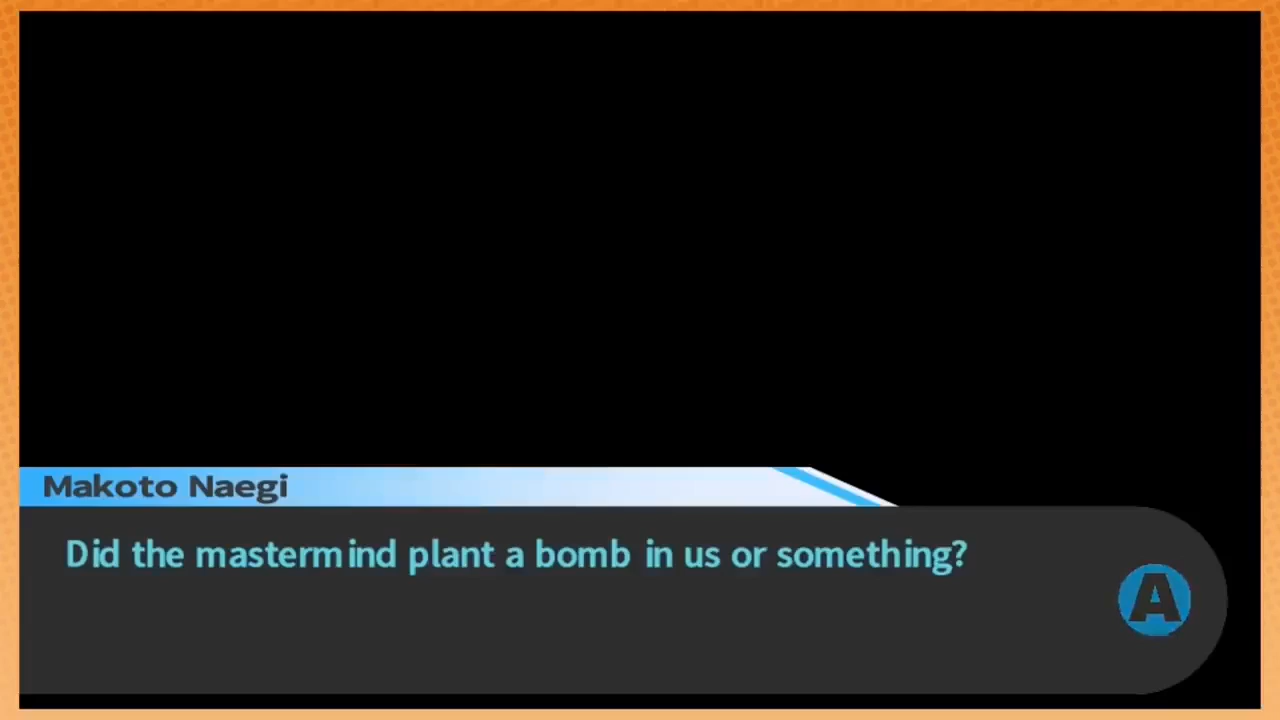 Makoto Naegi
Did the mastermind plant a bomb in us or something?
A